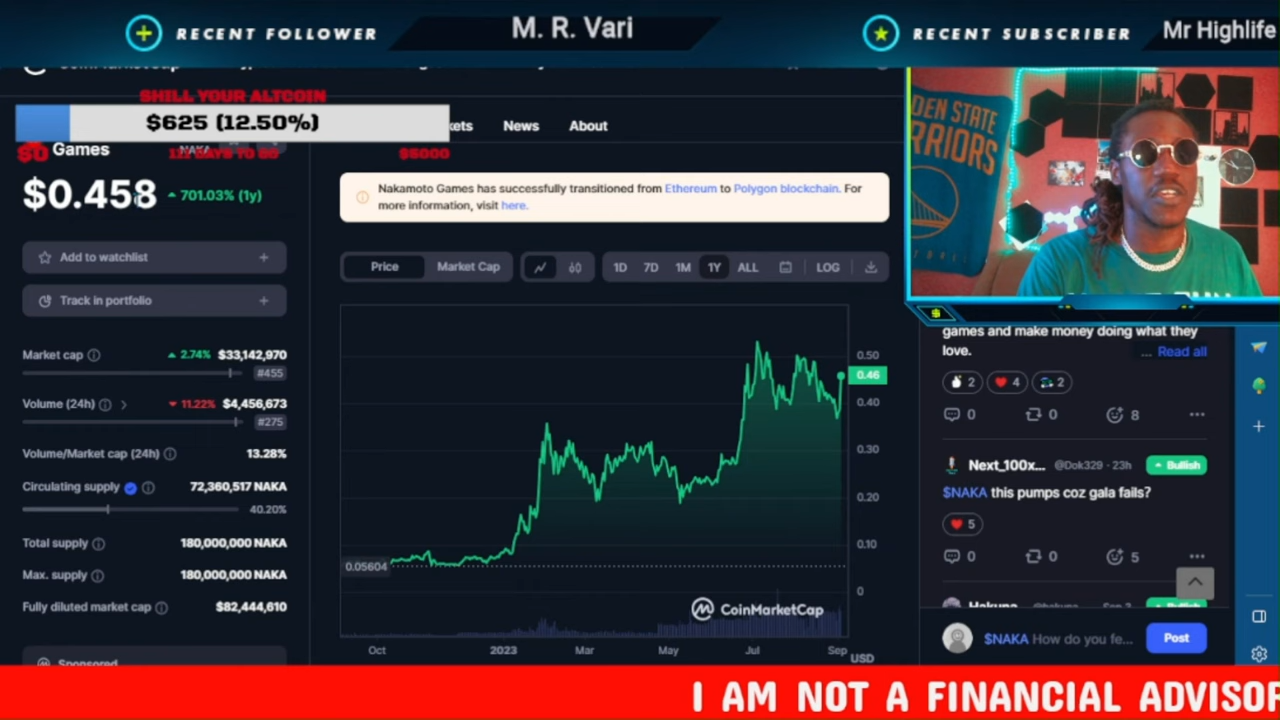 RECENT FOLLOWER
M. R. Vari
RECENT SUBSCRIBER
Mr Highlife
SHILL YOUR ALTCOIN
$625 (12.50%)
$0
$5000
News
About
Games
$0.458
701.03% (1y)
Add to watchlist
Track in portfolio
Market cap
2.74% $33,142,970
#455
Volume (24h)
11.22% $4,456,673
#275
Volume/Market cap (24h)
13.28%
Circulating supply
72,360,517 NAKA
40.20%
Total supply
180,000,000 NAKA
Max. supply
180,000,000 NAKA
Fully diluted market cap
$82,444,610
Sponsored
Nakamoto Games has successfully transitioned from Ethereum to Polygon blockchain. For
more information, visit here.
Price
Market Cap
1D 7D 1M 1Y ALL
LOG
0.50
0.46
0.40
0.30
0.20
0.10
0
0.05604
CoinMarketCap
Oct 2023 Mar May Jul Sep
USD
DEN STATE
RRIORS
games and make money doing what they
love.
... Read all
2 4 2
0 0 8 ...
Next_100x... @Dok329 · 23h Bullish
$NAKA this pumps coz gala fails?
5
0 0 5 ...
$NAKA How do you fe...
Post
I AM NOT A FINANCIAL ADVISOR